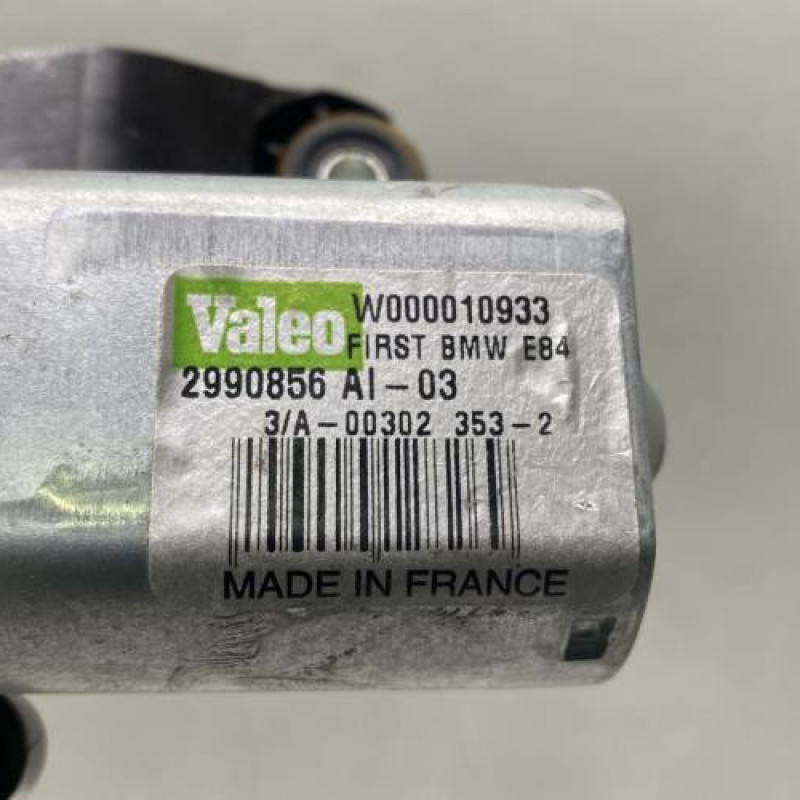 Valeo W000010933
FIRST BMW E84
2990856 AI-03
3/A-00302 353-2
MADE IN FRANCE